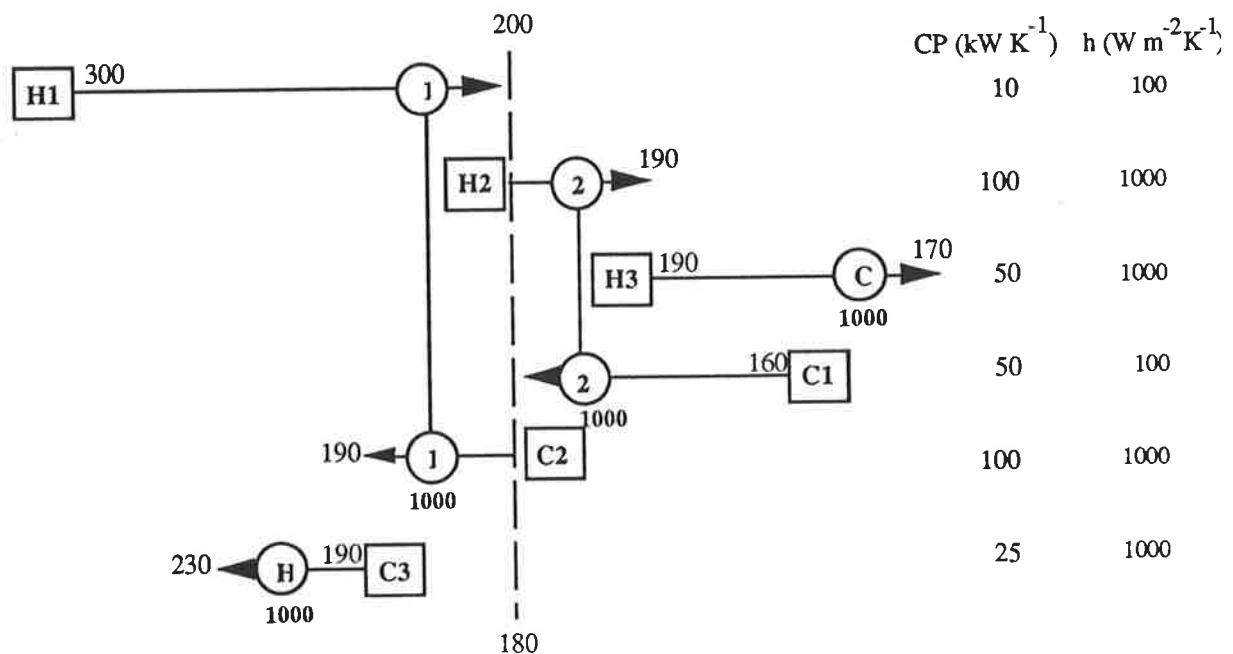 200
CP (kW K⁻¹) h (W m⁻²K⁻¹)
H1 300 1 10 100
H2 2 190 100 1000
H3 190 C 170 50 1000
1000
2 160 C1 50 100
1000
190 1 C2 100 1000
1000
230 H 190 C3 25 1000
1000
180